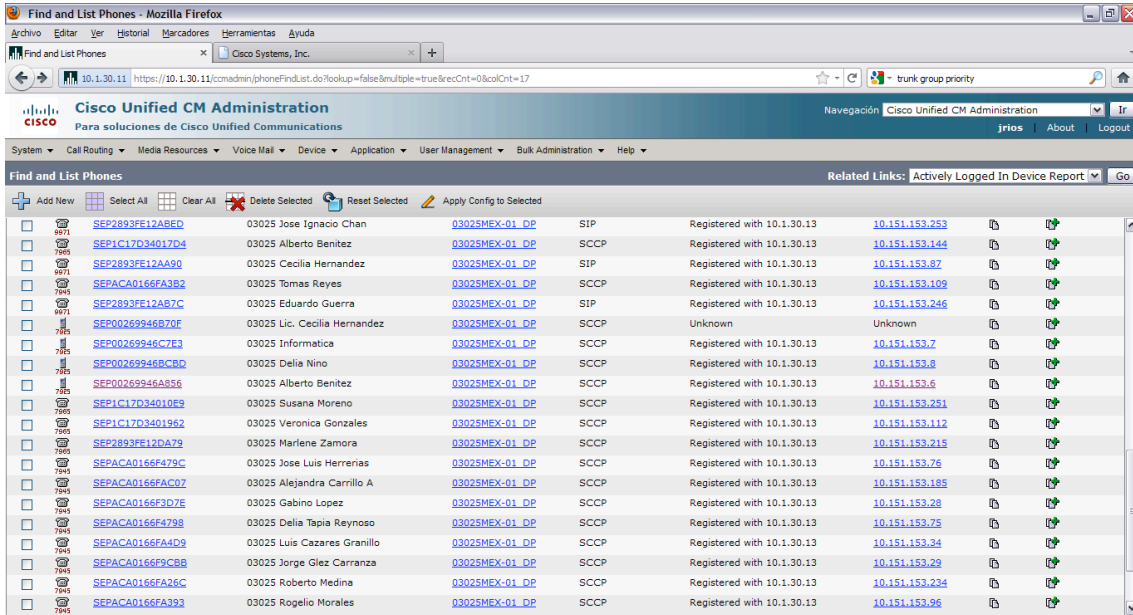 Find and List Phones - Mozilla Firefox
Archivo Editar Ver Historial Marcadores Herramientas Ayuda
Find and List Phones × Cisco Systems, Inc. × +
10.1.30.11 https://10.1.30.11/ccmadmin/phoneFindList.do?lookup=false&multiple=true&recCnt=0&colCnt=17 trunk group priority
cisco Cisco Unified CM Administration Navegación Cisco Unified CM Administration Ir
Para soluciones de Cisco Unified Communications jrios About Logout
System Call Routing Media Resources Voice Mail Device Application User Management Bulk Administration Help
Find and List Phones Related Links: Actively Logged In Device Report Go
Add New Select All Clear All Delete Selected Reset Selected Apply Config to Selected
9971 SEP2893FE12ABED 03025 Jose Ignacio Chan 03025MEX-01_DP SIP Registered with 10.1.30.13 10.151.153.253
7965 SEP1C17D34017D4 03025 Alberto Benitez 03025MEX-01_DP SCCP Registered with 10.1.30.13 10.151.153.144
9971 SEP2893FE12AA90 03025 Cecilia Hernandez 03025MEX-01_DP SIP Registered with 10.1.30.13 10.151.153.87
7945 SEPACA0166FA3B2 03025 Tomas Reyes 03025MEX-01_DP SCCP Registered with 10.1.30.13 10.151.153.109
9971 SEP2893FE12AB7C 03025 Eduardo Guerra 03025MEX-01_DP SIP Registered with 10.1.30.13 10.151.153.246
7925 SEP00269946B70F 03025 Lic. Cecilia Hernandez 03025MEX-01_DP SCCP Unknown Unknown
7925 SEP00269946C7E3 03025 Informatica 03025MEX-01_DP SCCP Registered with 10.1.30.13 10.151.153.7
7925 SEP00269946BCBD 03025 Delia Nino 03025MEX-01_DP SCCP Registered with 10.1.30.13 10.151.153.8
7925 SEP00269946A856 03025 Alberto Benitez 03025MEX-01_DP SCCP Registered with 10.1.30.13 10.151.153.6
7965 SEP1C17D34010E9 03025 Susana Moreno 03025MEX-01_DP SCCP Registered with 10.1.30.13 10.151.153.251
7965 SEP1C17D3401962 03025 Veronica Gonzales 03025MEX-01_DP SCCP Registered with 10.1.30.13 10.151.153.112
7965 SEP2893FE12DA79 03025 Marlene Zamora 03025MEX-01_DP SCCP Registered with 10.1.30.13 10.151.153.215
7945 SEPACA0166F479C 03025 Jose Luis Herrerias 03025MEX-01_DP SCCP Registered with 10.1.30.13 10.151.153.76
7945 SEPACA0166FAC07 03025 Alejandra Carrillo A 03025MEX-01_DP SCCP Registered with 10.1.30.13 10.151.153.185
7945 SEPACA0166F3D7E 03025 Gabino Lopez 03025MEX-01_DP SCCP Registered with 10.1.30.13 10.151.153.28
7945 SEPACA0166F4798 03025 Delia Tapia Reynoso 03025MEX-01_DP SCCP Registered with 10.1.30.13 10.151.153.75
7945 SEPACA0166FA4D9 03025 Luis Cazares Granillo 03025MEX-01_DP SCCP Registered with 10.1.30.13 10.151.153.34
7945 SEPACA0166F9CBB 03025 Jorge Glez Carranza 03025MEX-01_DP SCCP Registered with 10.1.30.13 10.151.153.29
7945 SEPACA0166FA26C 03025 Roberto Medina 03025MEX-01_DP SCCP Registered with 10.1.30.13 10.151.153.234
7945 SEPACA0166FA393 03025 Rogelio Morales 03025MEX-01_DP SCCP Registered with 10.1.30.13 10.151.153.96